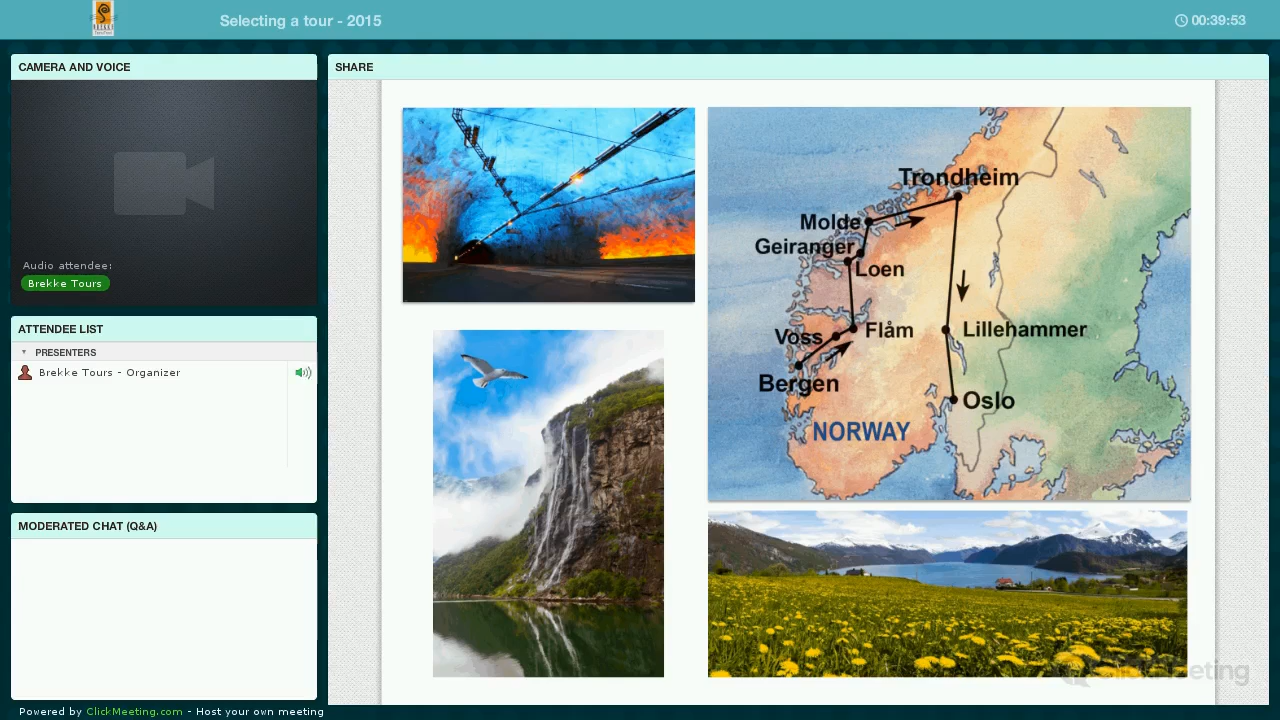 Selecting a tour - 2015
00:39:53
CAMERA AND VOICE
Audio attendee:
Brekke Tours
ATTENDEE LIST
PRESENTERS
Brekke Tours - Organizer
MODERATED CHAT (Q&A)
Powered by ClickMeeting.com - Host your own meeting
SHARE
Trondheim
Molde
Geiranger
Loen
Voss
Flåm
Lillehammer
Bergen
Oslo
NORWAY